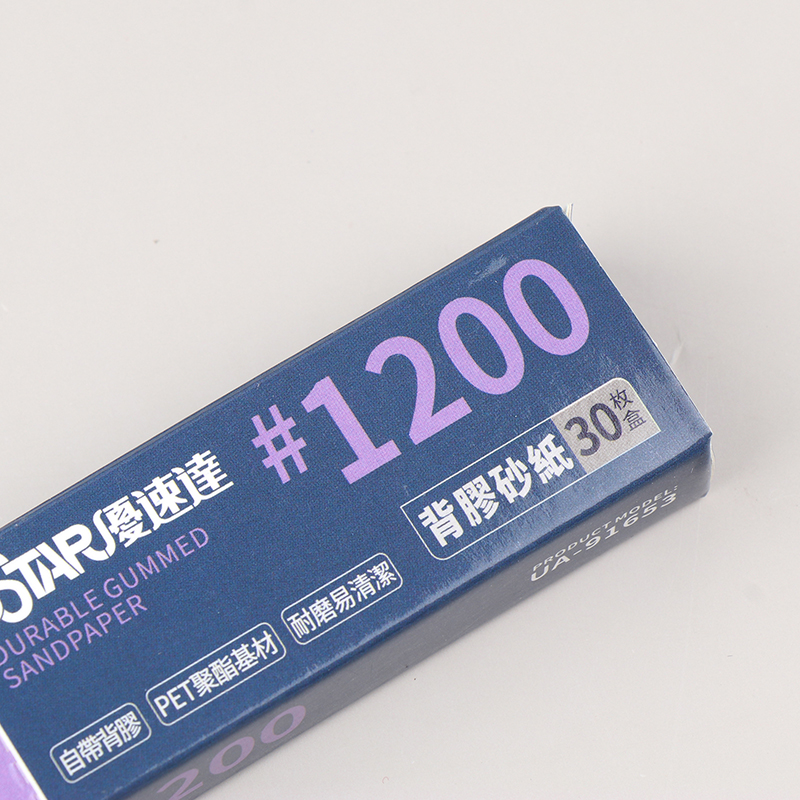 #1200
背膠砂紙 30枚盒
STAR優速達
DURABLE GUMMED
SANDPAPER
自帶背膠
PET聚酯基材
耐磨易清潔
PRODUCT MODEL:
UA-91653
200